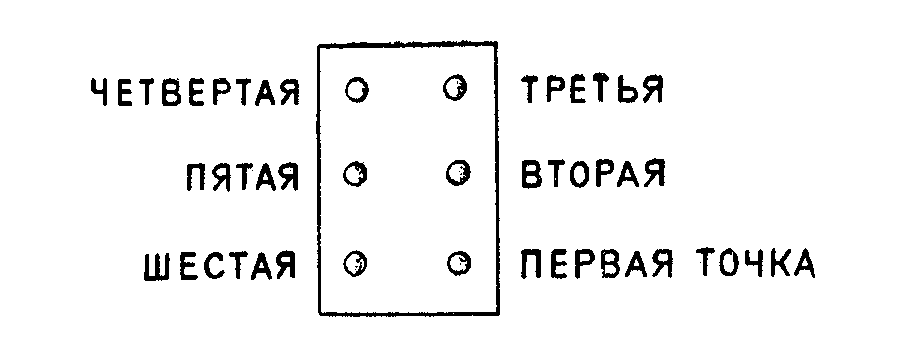 ЧЕТВЕРТАЯ ТРЕТЬЯ
ПЯТАЯ ВТОРАЯ
ШЕСТАЯ ПЕРВАЯ ТОЧКА